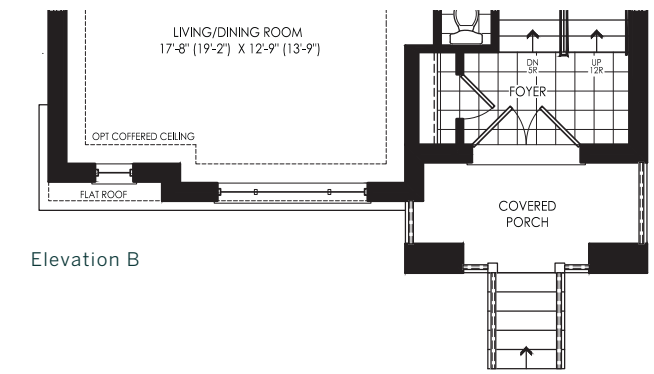 LIVING/DINING ROOM
17'-8" (19'-2") X 12'-9" (13'-9")
DN
5R
UP
12R
FOYER
OPT COFFERED CEILING
FLAT ROOF
COVERED
PORCH
Elevation B